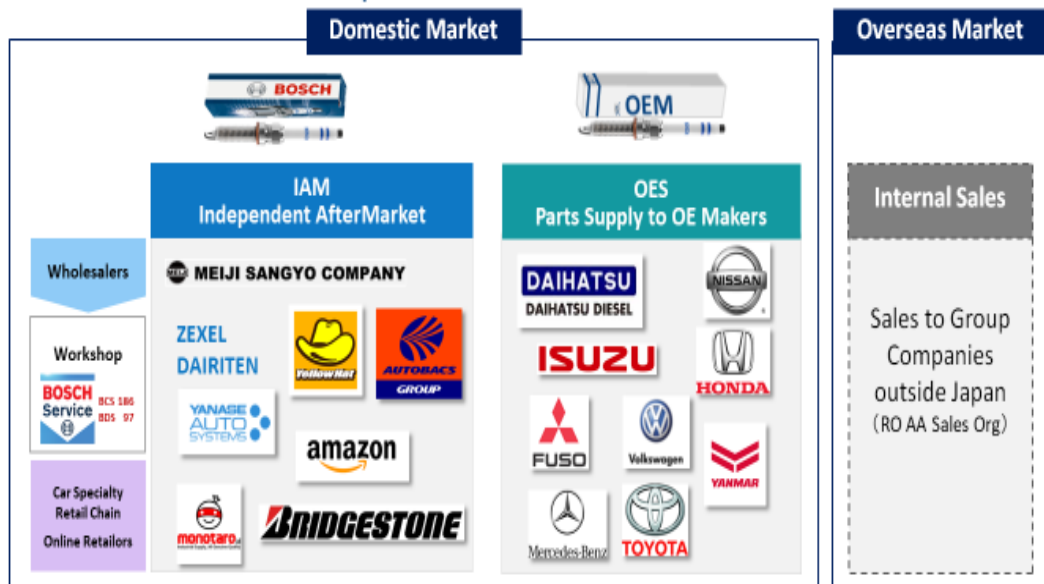 Domestic Market
Overseas Market
BOSCH
OEM
IAM
Independent AfterMarket
OES
Parts Supply to OE Makers
Internal Sales
Wholesalers
MEIJI SANGYO COMPANY
DAIHATSU
DAIHATSU DIESEL
NISSAN
ZEXEL
DAIRITEN
YellowHat
AUTOBACS
GROUP
ISUZU
HONDA
Sales to Group
Companies
outside Japan
(RO AA Sales Org)
Workshop
BOSCH
Service
BCS 186
BDS 97
YANASE
AUTO
SYSTEMS
amazon
FUSO
Volkswagen
YANMAR
Car Specialty
Retail Chain
Online Retailors
monotaro
BRIDGESTONE
Mercedes-Benz
TOYOTA